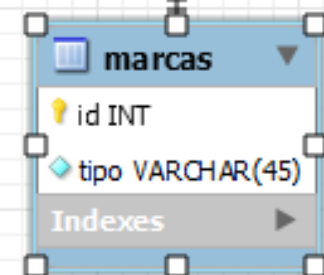 marcas
id INT
tipo VARCHAR(45)
Indexes